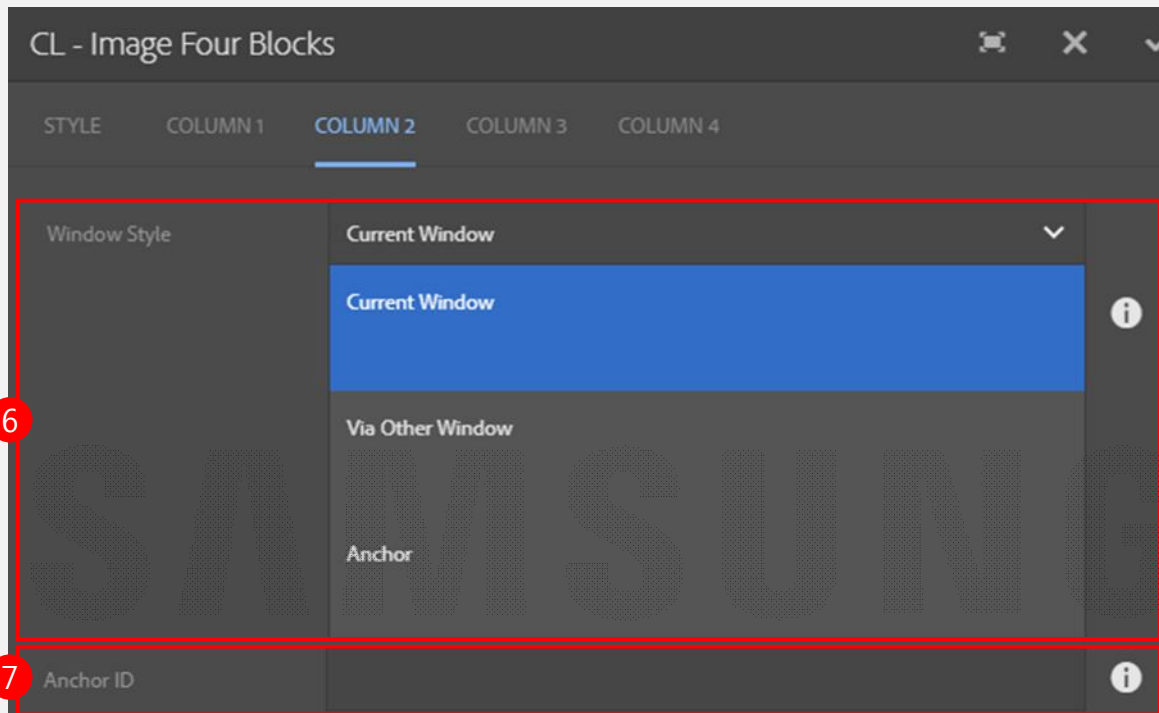 CL - Image Four Blocks
STYLE COLUMN 1 COLUMN 2 COLUMN 3 COLUMN 4
Window Style
Current Window
Current Window
6
Via Other Window
SAMSUNG
Anchor
7
Anchor ID